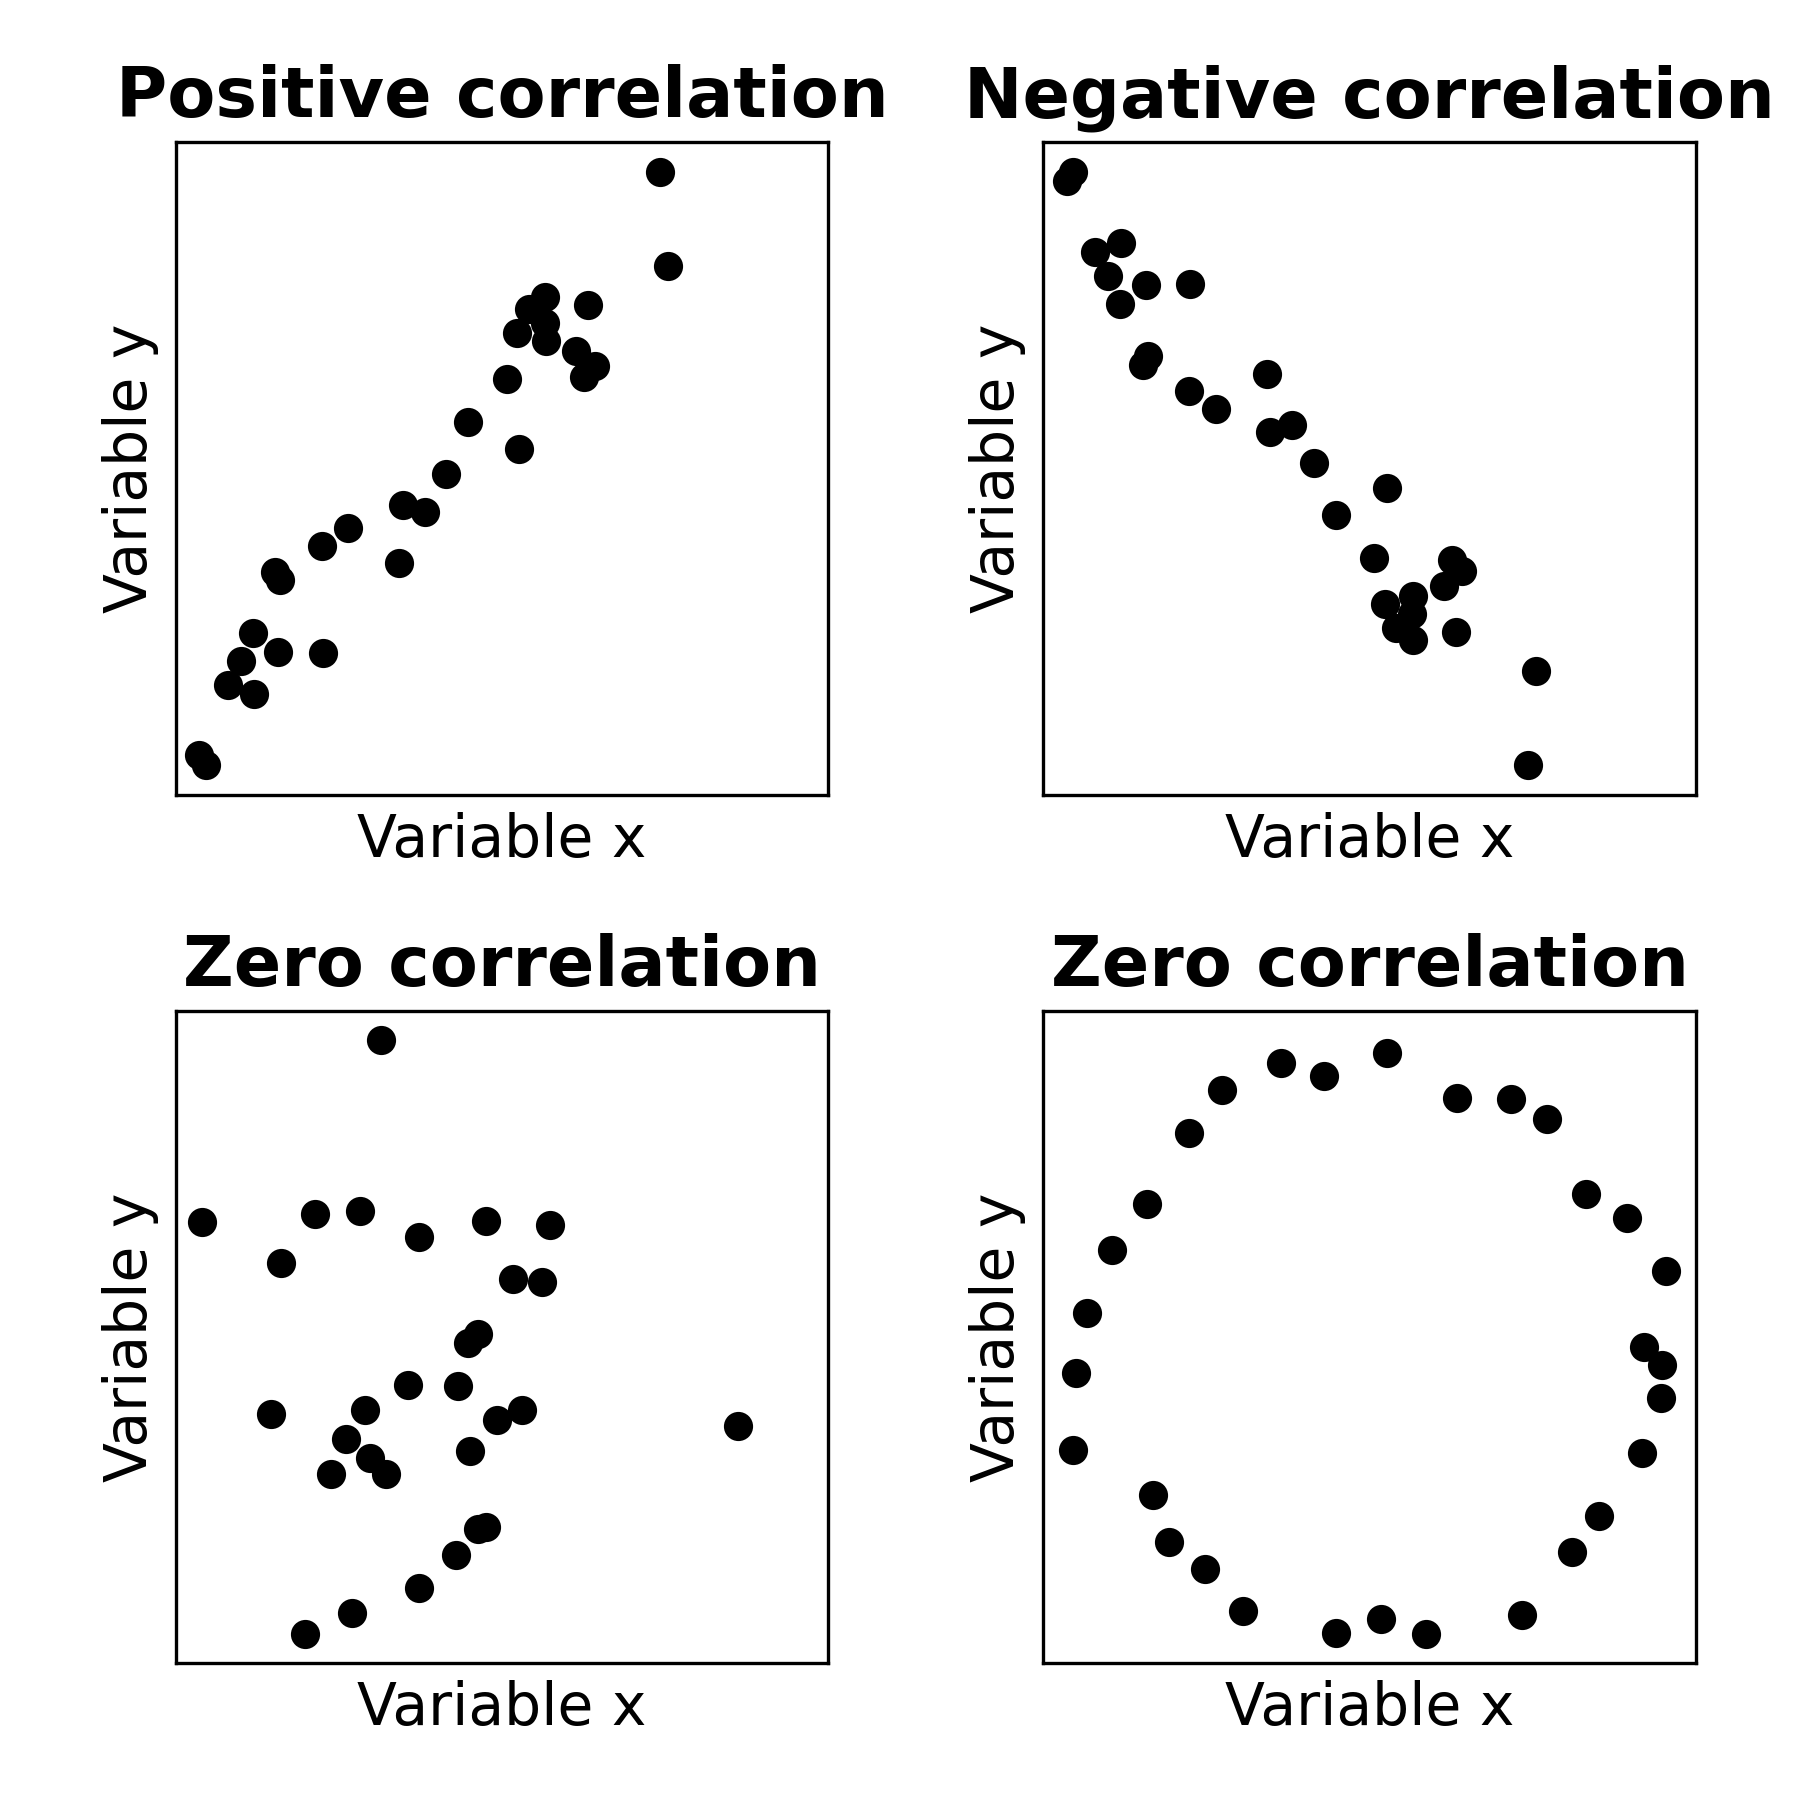 Positive correlation
Variable y
Variable x
Negative correlation
Variable y
Variable x
Zero correlation
Variable y
Variable x
Zero correlation
Variable y
Variable x